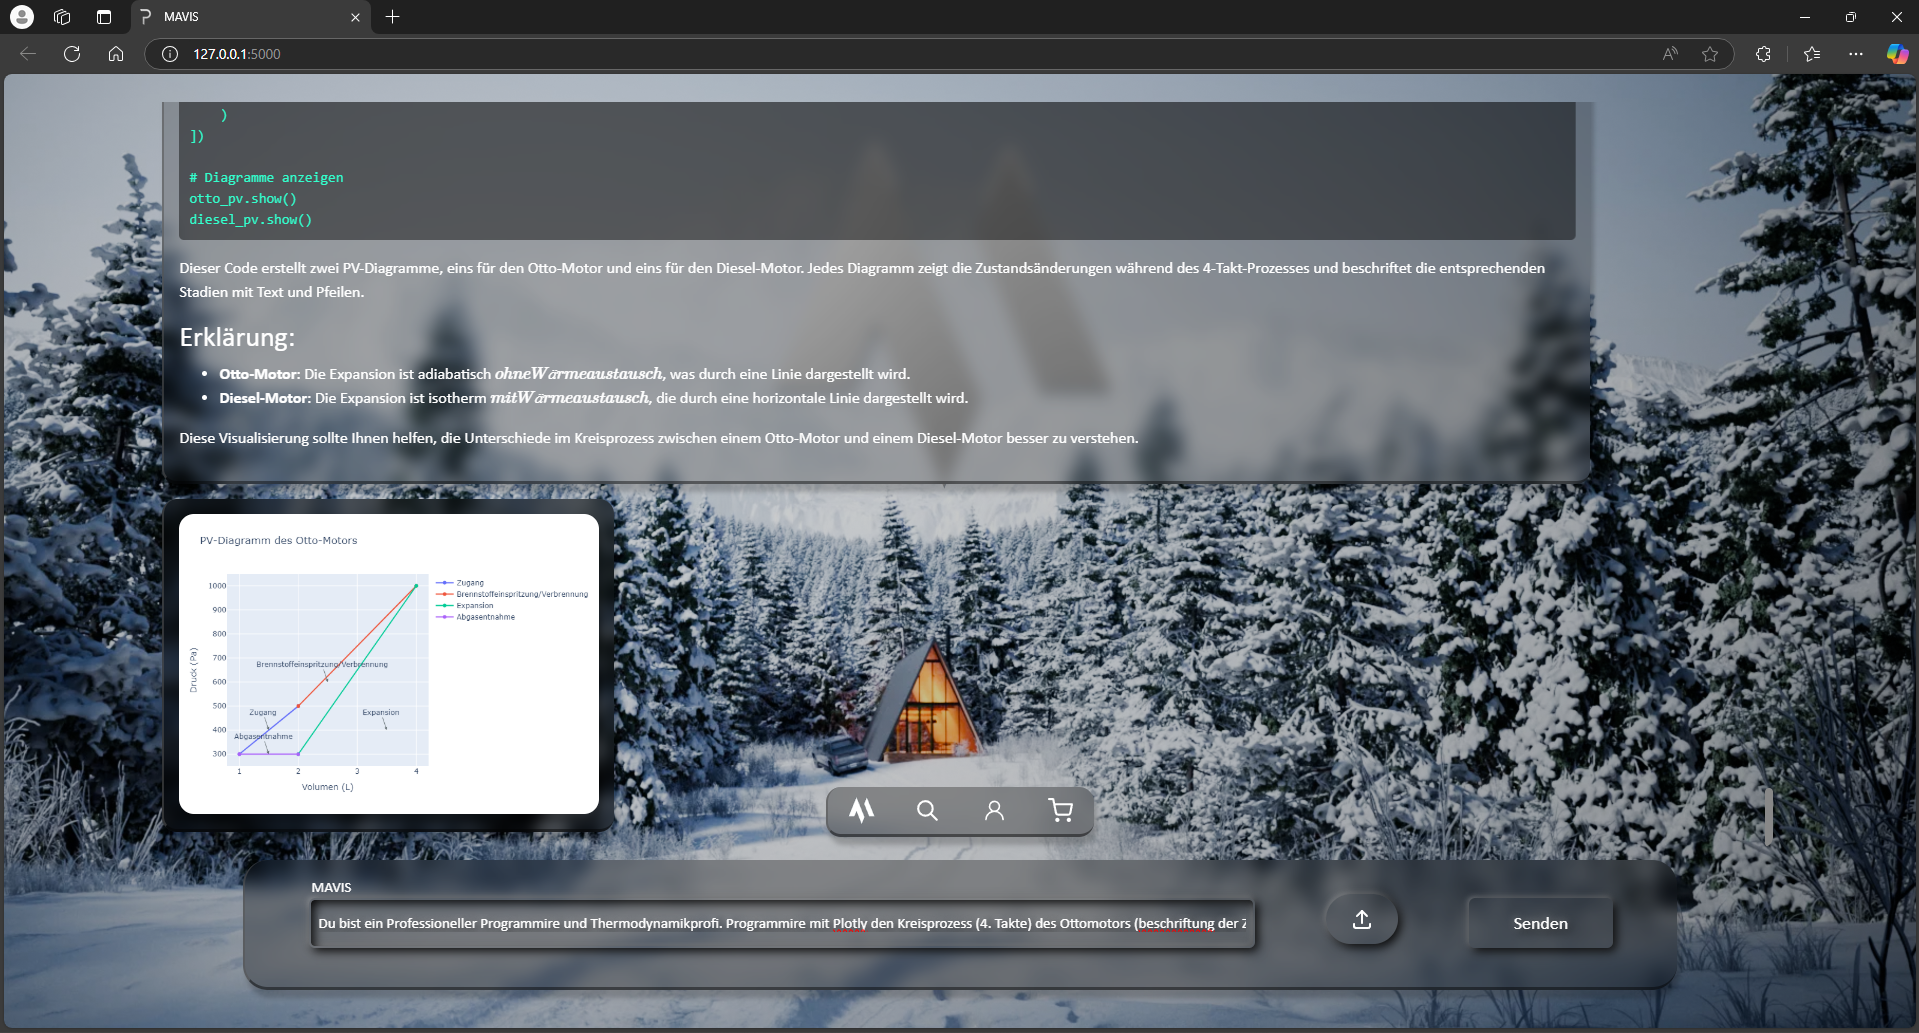 MAVIS
127.0.0.1:5000
)
])
# Diagramme anzeigen
otto_pv.show()
diesel_pv.show()
Dieser Code erstellt zwei PV-Diagramme, eins für den Otto-Motor und eins für den Diesel-Motor. Jedes Diagramm zeigt die Zustandsänderungen während des 4-Takt-Prozesses und beschriftet die entsprechenden
Stadien mit Text und Pfeilen.
Erklärung:
• Otto-Motor: Die Expansion ist adiabatisch ohneWärmeaustausch, was durch eine Linie dargestellt wird.
• Diesel-Motor: Die Expansion ist isotherm mitWärmeaustausch, die durch eine horizontale Linie dargestellt wird.
Diese Visualisierung sollte Ihnen helfen, die Unterschiede im Kreisprozess zwischen einem Otto-Motor und einem Diesel-Motor besser zu verstehen.
PV-Diagramm des Otto-Motors
Zugang
Brennstoffeinspritzung/Verbrennung
Expansion
Abgasentnahme
1000
900
800
700
600
500
400
300
Druck (Pa)
Brennstoffeinspritzung/Verbrennung
Zugang
Expansion
Abgasentnahme
1 2 3 4
Volumen (L)
MAVIS
Du bist ein Professioneller Programmire und Thermodynamikprofi. Programmire mit Plotly den Kreisprozess (4. Takte) des Ottomotors (beschriftung der Z
Senden